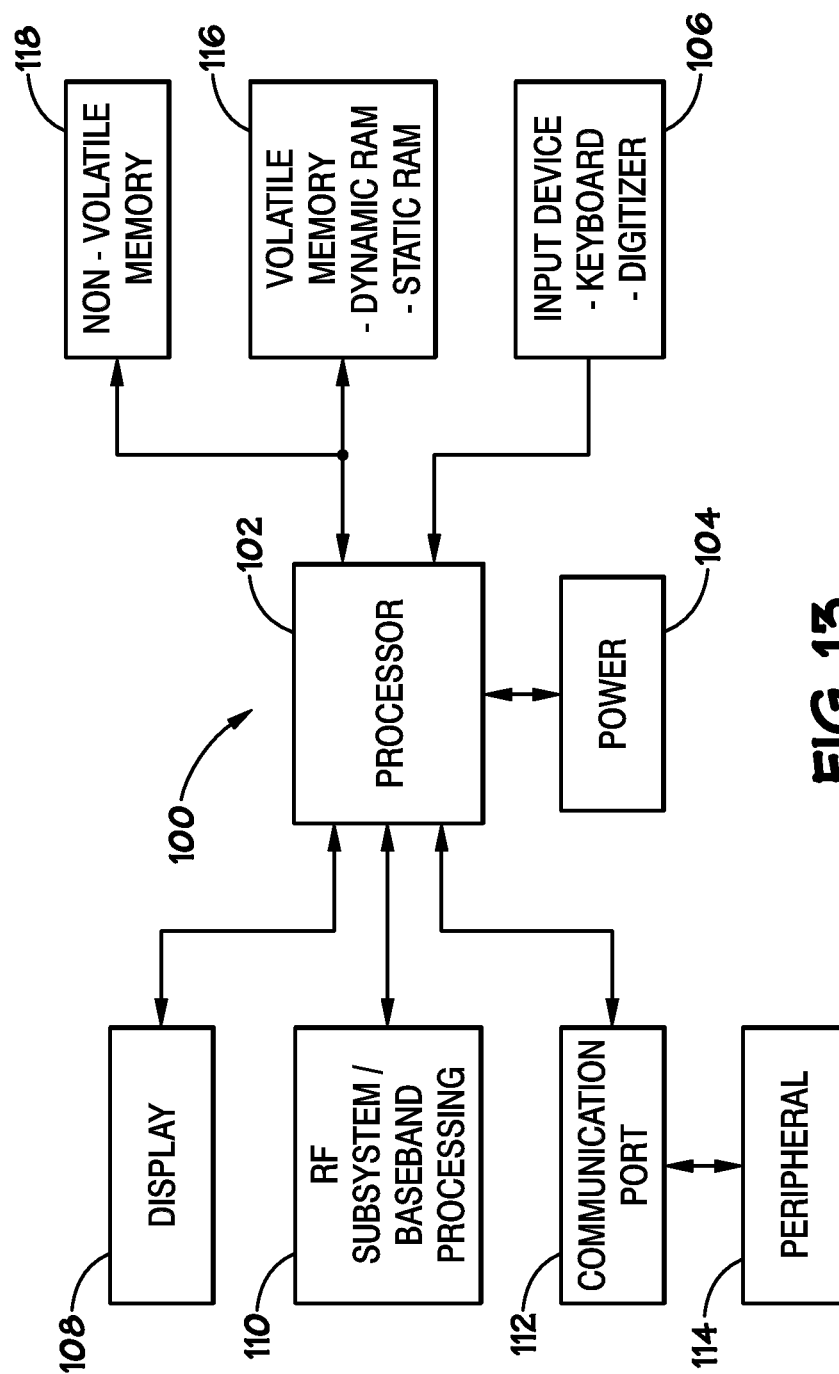 108
DISPLAY
110
RF
SUBSYSTEM /
BASEBAND
PROCESSING
112
COMMUNICATION
PORT
114
PERIPHERAL
100
102
PROCESSOR
POWER
104
118
NON - VOLATILE
MEMORY
116
VOLATILE
MEMORY
- DYNAMIC RAM
- STATIC RAM
INPUT DEVICE
- KEYBOARD
- DIGITIZER
106
FIG. 13